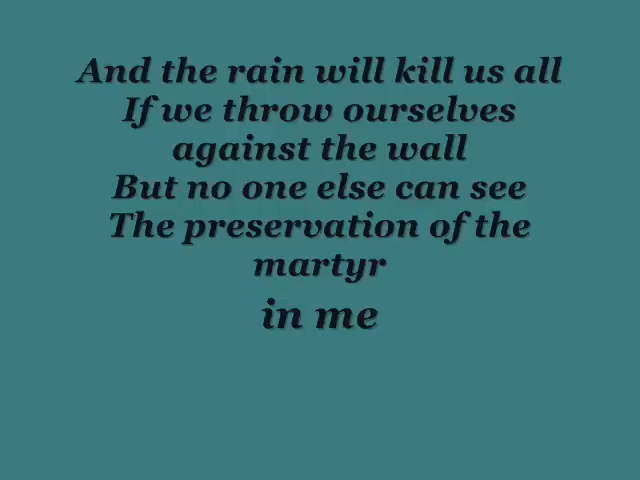 And the rain will kill us all
If we throw ourselves
against the wall
But no one else can see
The preservation of the
martyr
in me